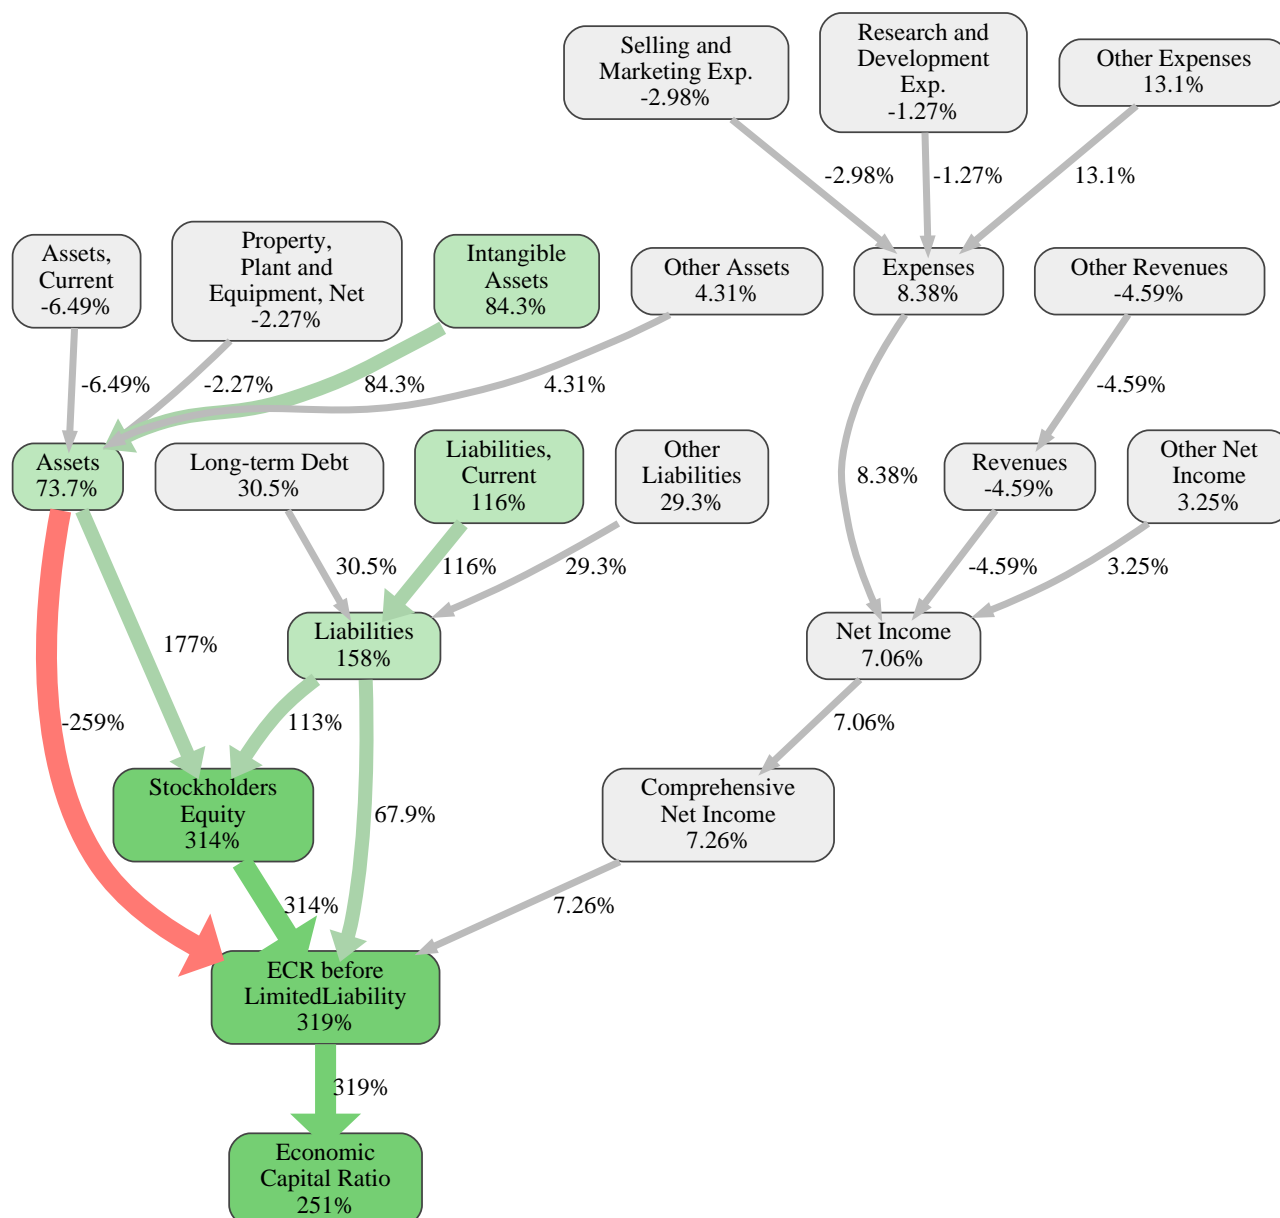 Selling and
Marketing Exp.
-2.98%
Research and
Development
Exp.
-1.27%
Other Expenses
13.1%
-2.98%
-1.27%
13.1%
Assets,
Current
-6.49%
Property,
Plant and
Equipment, Net
-2.27%
Intangible
Assets
84.3%
Other Assets
4.31%
Expenses
8.38%
Other Revenues
-4.59%
-6.49%
-2.27%
84.3%
4.31%
-4.59%
Assets
73.7%
Long-term Debt
30.5%
Liabilities,
Current
116%
Other
Liabilities
29.3%
8.38%
Revenues
-4.59%
Other Net
Income
3.25%
30.5%
116%
29.3%
-4.59%
3.25%
177%
Liabilities
158%
Net Income
7.06%
-259%
113%
7.06%
Stockholders
Equity
314%
67.9%
Comprehensive
Net Income
7.26%
314%
7.26%
ECR before
LimitedLiability
319%
319%
Economic
Capital Ratio
251%